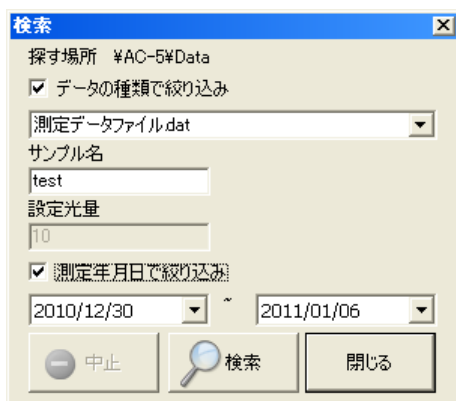 検索
探す場所 ¥AC-5¥Data
データの種類で絞り込み
測定データファイル.dat
サンプル名
test
設定光量
10
測定年月日で絞り込み
2010/12/30 ~ 2011/01/06
中止 検索 閉じる